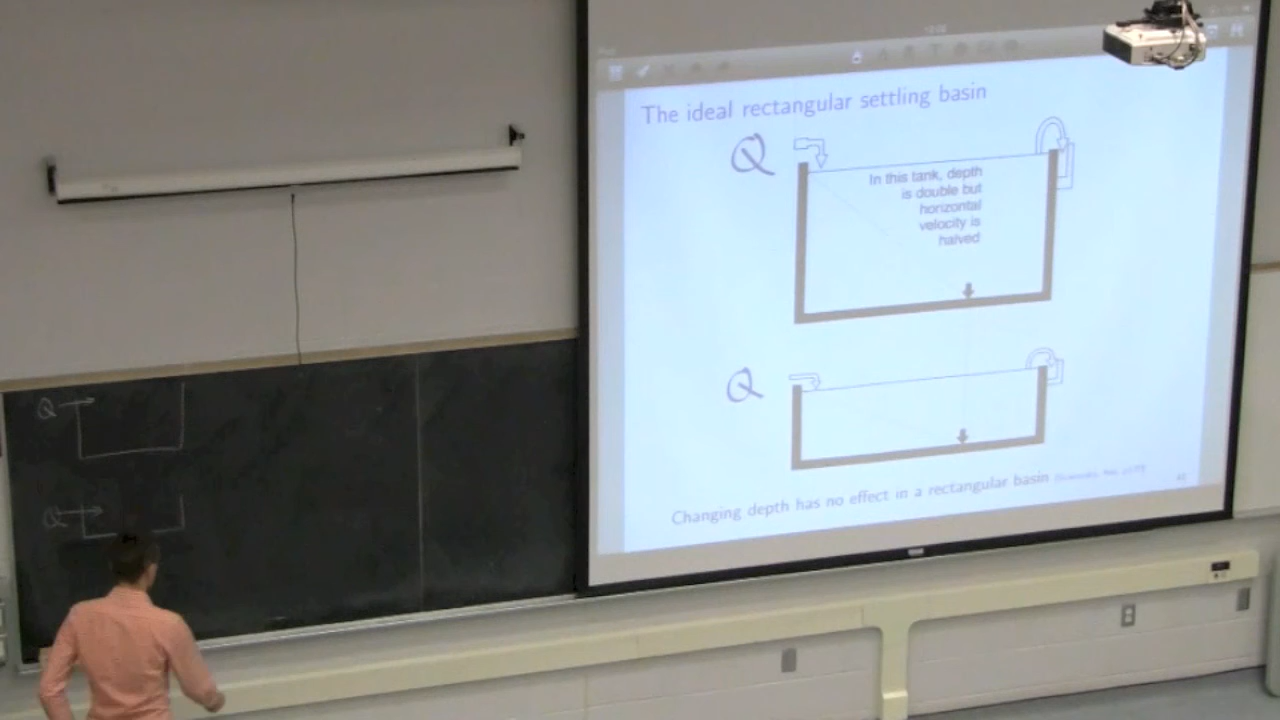 The ideal rectangular settling basin
Q
In this tank, depth
is double but
horizontal
velocity is
halved
Q
Changing depth has no effect in a rectangular basin
Q
Q